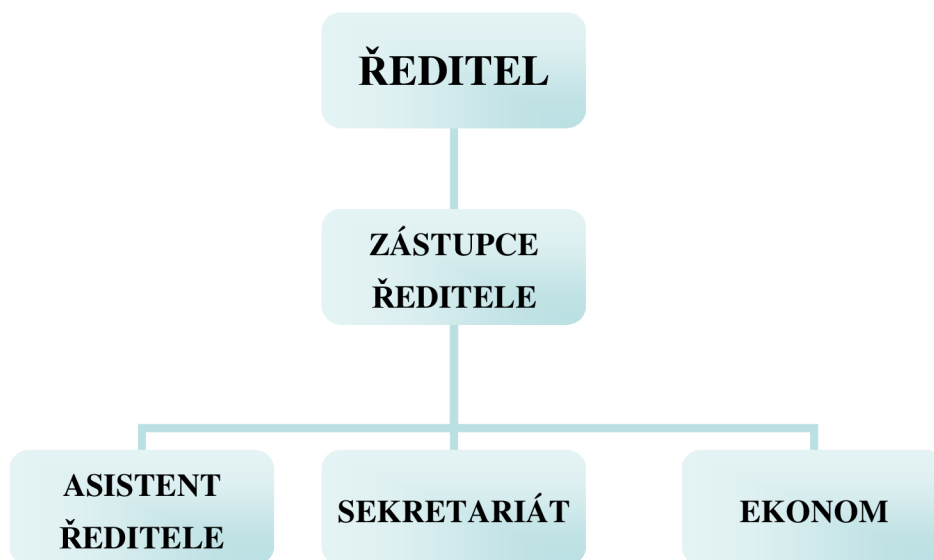 ŘEDITEL
ZÁSTUPCE
ŘEDITELE
ASISTENT
ŘEDITELE
SEKRETARIÁT
EKONOM